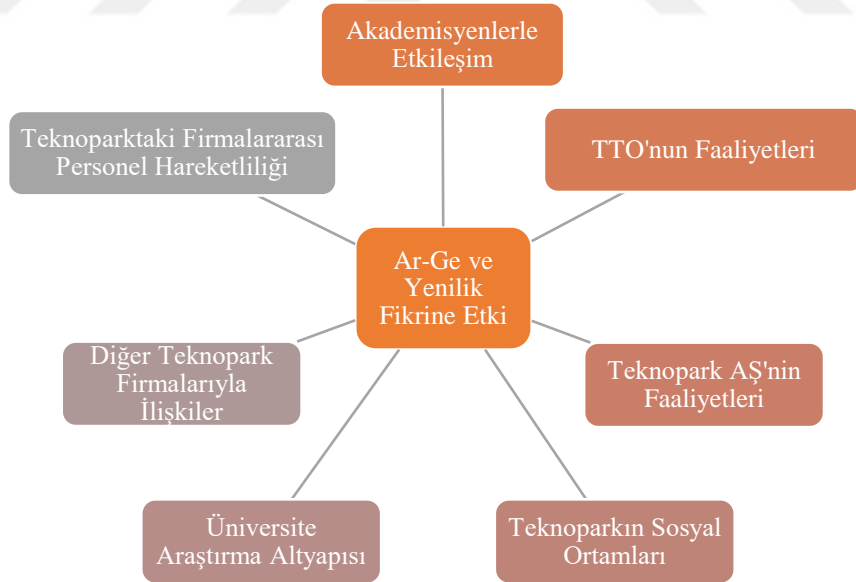 Akademisyenlerle
Etkileşim
Teknoparktaki Firmalararası
Personel Hareketliliği
TTO'nun Faaliyetleri
Ar-Ge ve
Yenilik
Fikrine Etki
Diğer Teknopark
Firmalarıyla
İlişkiler
Teknopark AŞ'nin
Faaliyetleri
Üniversite
Araştırma Altyapısı
Teknoparkın Sosyal
Ortamları